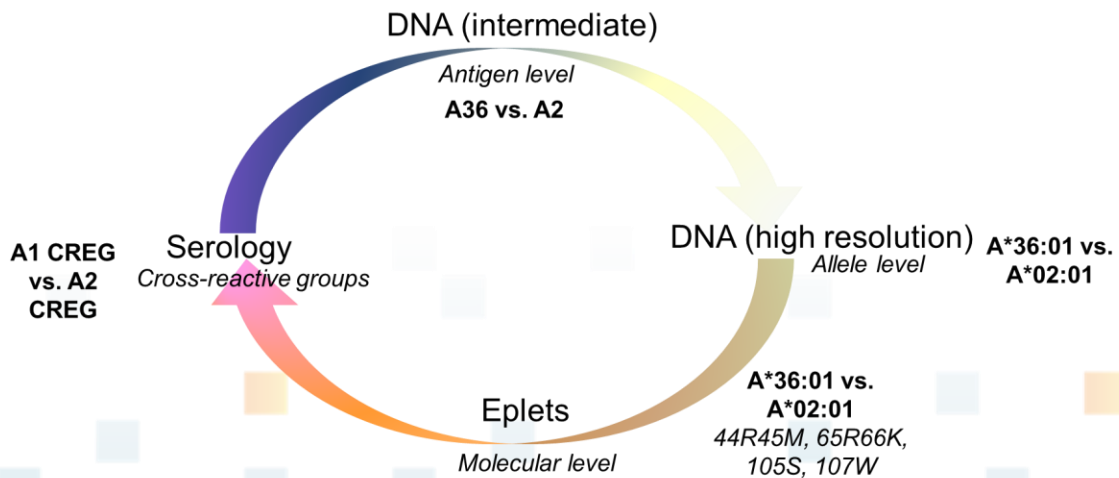 DNA (intermediate)
Antigen level
A36 vs. A2
DNA (high resolution)
Allele level
A*36:01 vs.
A*02:01
Serology
Cross-reactive groups
A1 CREG
vs. A2
CREG
Eplets
Molecular level
A*36:01 vs.
A*02:01
44R45M, 65R66K,
105S, 107W